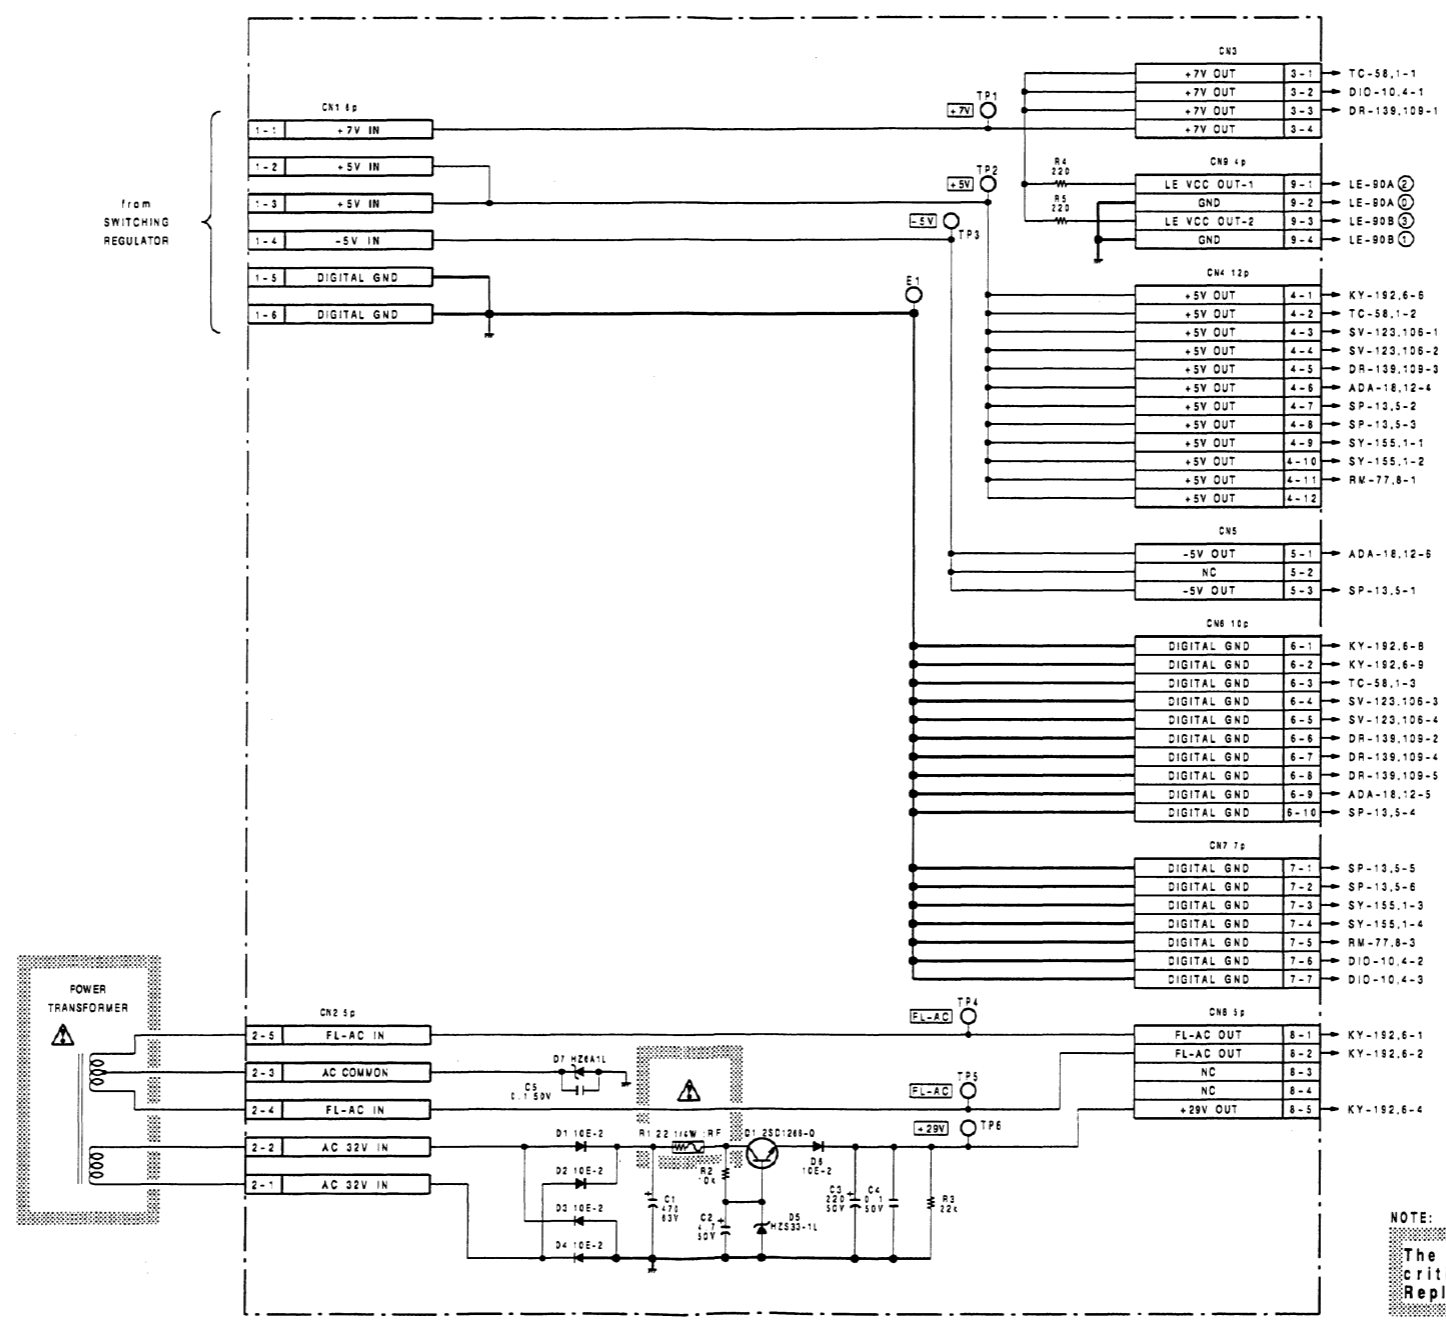 CN3
+7V OUT 3-1 TC-58,1-1
+7V OUT 3-2 DIO-10,4-1
+7V OUT 3-3 DR-139,109-1
+7V OUT 3-4
TP1
+7V
CN1 6p
1-1 +7V IN
1-2 +5V IN
1-3 +5V IN
1-4 -5V IN
1-5 DIGITAL GND
1-6 DIGITAL GND
from
SWITCHING
REGULATOR
TP2
+5V
-5V
TP3
E1
R4
220
R5
220
CN9 4p
LE VCC OUT-1 9-1 LE-90A ②
GND 9-2 LE-90A ⓪
LE VCC OUT-2 9-3 LE-90B ③
GND 9-4 LE-90B ①
CN4 12p
+5V OUT 4-1 KY-192,6-6
+5V OUT 4-2 TC-58,1-2
+5V OUT 4-3 SV-123,106-1
+5V OUT 4-4 SV-123,106-2
+5V OUT 4-5 DR-139,109-3
+5V OUT 4-6 ADA-18,12-4
+5V OUT 4-7 SP-13,5-2
+5V OUT 4-8 SP-13,5-3
+5V OUT 4-9 SY-155,1-1
+5V OUT 4-10 SY-155,1-2
+5V OUT 4-11 RM-77,8-1
+5V OUT 4-12
CN5
-5V OUT 5-1 ADA-18,12-6
NC 5-2
-5V OUT 5-3 SP-13,5-1
CN6 10p
DIGITAL GND 6-1 KY-192,6-8
DIGITAL GND 6-2 KY-192,6-9
DIGITAL GND 6-3 TC-58,1-3
DIGITAL GND 6-4 SV-123,106-3
DIGITAL GND 6-5 SV-123,106-4
DIGITAL GND 6-6 DR-139,109-2
DIGITAL GND 6-7 DR-139,109-4
DIGITAL GND 6-8 DR-139,109-5
DIGITAL GND 6-9 ADA-18,12-5
DIGITAL GND 6-10 SP-13,5-4
CN7 7p
DIGITAL GND 7-1 SP-13,5-5
DIGITAL GND 7-2 SP-13,5-6
DIGITAL GND 7-3 SY-155,1-3
DIGITAL GND 7-4 SY-155,1-4
DIGITAL GND 7-5 RM-77,8-3
DIGITAL GND 7-6 DIO-10,4-2
DIGITAL GND 7-7 DIO-10,4-3
POWER
TRANSFORMER
CN2 5p
2-5 FL-AC IN
2-3 AC COMMON
2-4 FL-AC IN
2-2 AC 32V IN
2-1 AC 32V IN
TP4
FL-AC
TP5
FL-AC
TP6
+29V
CN8 5p
FL-AC OUT 8-1 KY-192,6-1
FL-AC OUT 8-2 KY-192,6-2
NC 8-3
NC 8-4
+29V OUT 8-5 KY-192,6-4
D7 HZ6A1L
C5
0.1 50V
D1 10E-2
D2 10E-2
D3 10E-2
D4 10E-2
R1 22 1/4W :RF
C1
470
63V
R2
10k
C2
4.7
50V
Q1 2SD1268-Q
D5
HZS33-1L
D6
10E-2
C3
220
50V
C4
0.1
50V
R3
22k
NOTE:
The
crit
Repl